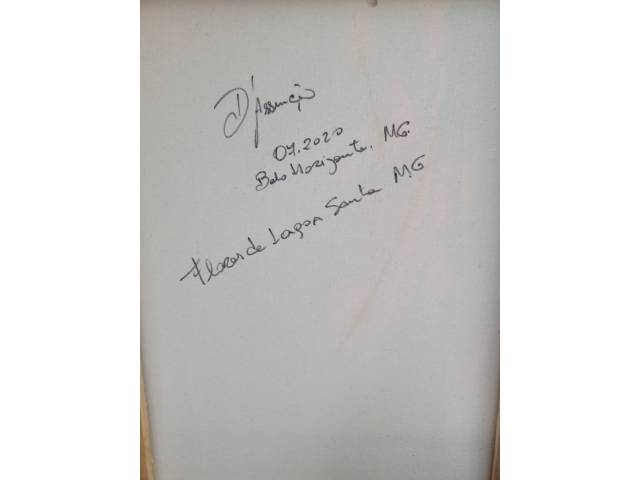 D'Assunção
07.2020
Belo Horizonte, MG.
Flores de Lagoa Santa MG